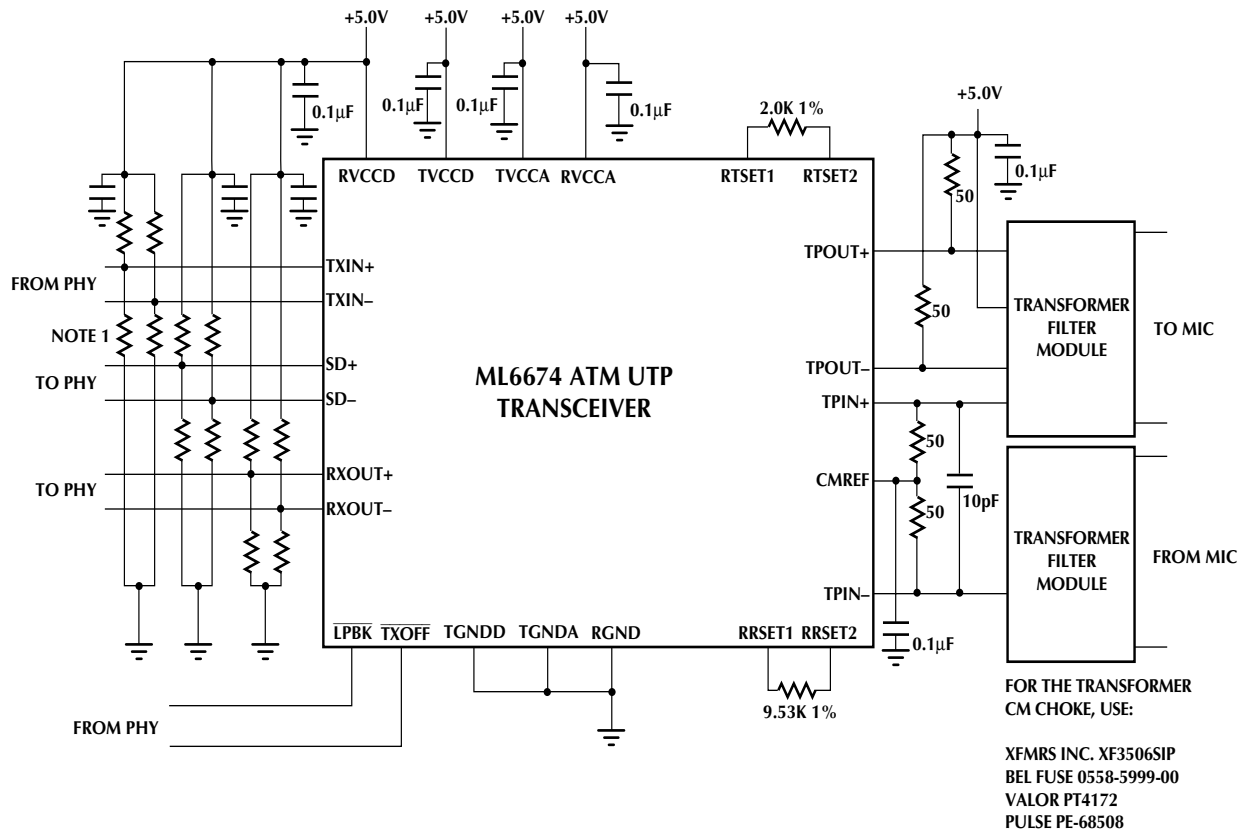 +5.0V
+5.0V
+5.0V
+5.0V
0.1µF
0.1µF
0.1µF
0.1µF
2.0K 1%
+5.0V
0.1µF
50
RVCCD
TVCCD
TVCCA
RVCCA
RTSET1
RTSET2
FROM PHY
TXIN+
TXIN–
NOTE 1
TO PHY
SD+
SD–
TO PHY
RXOUT+
RXOUT–
ML6674 ATM UTP
TRANSCEIVER
TPOUT+
50
TPOUT–
TPIN+
50
CMREF
50
10pF
TPIN–
0.1µF
TRANSFORMER
FILTER
MODULE
TO MIC
TRANSFORMER
FILTER
MODULE
FROM MIC
LPBK
TXOFF
TGNDD
TGNDA
RGND
RRSET1
RRSET2
9.53K 1%
FROM PHY
FOR THE TRANSFORMER
CM CHOKE, USE:
XFMRS INC. XF3506SIP
BEL FUSE 0558-5999-00
VALOR PT4172
PULSE PE-68508